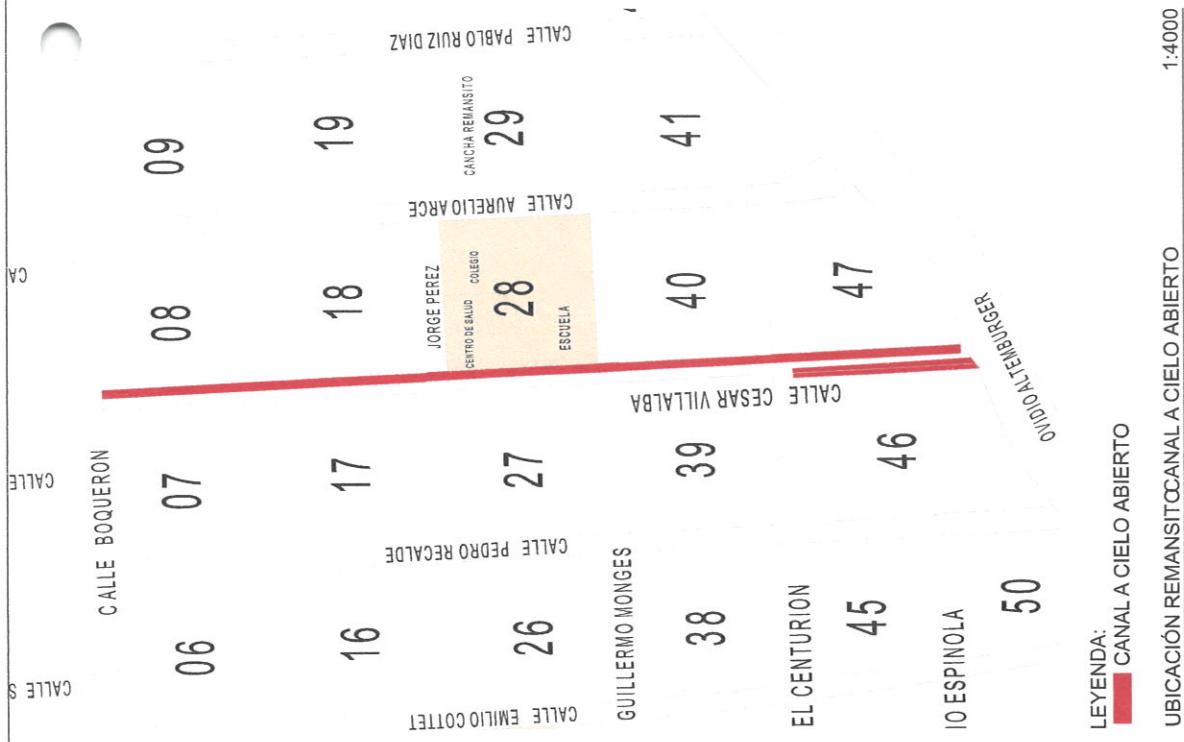 CA
CALLE
CALLE S
CALLE BOQUERON
06
07
08
09
16
17
18
19
JORGE PEREZ
CENTRO DE SALUD
COLEGIO
28
ESCUELA
CANCHA REMANSITO
29
26
27
CALLE EMILIO COTTET
CALLE PEDRO RECALDE
CALLE CESAR VILLALBA
CALLE AURELIO ARCE
CALLE PABLO RUIZ DIAZ
GUILLERMO MONGES
38
39
40
41
EL CENTURION
45
46
47
IO ESPINOLA
50
OVIDIO ALTEMBURGER
LEYENDA:
CANAL A CIELO ABIERTO
UBICACIÓN REMANSITOCANAL A CIELO ABIERTO
1:4000